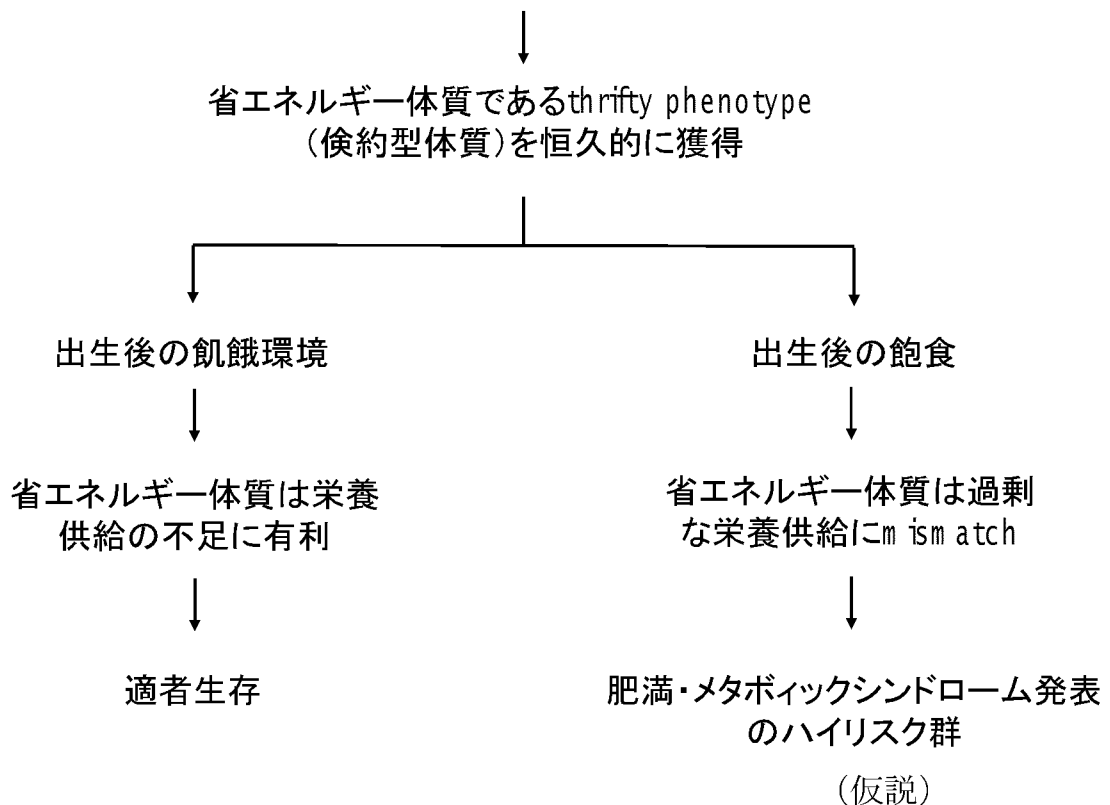 省エネルギー体質であるthrifty phenotype
(倹約型体質)を恒久的に獲得
出生後の飢餓環境
出生後の飽食
省エネルギー体質は栄養
供給の不足に有利
省エネルギー体質は過剰
な栄養供給にmismatch
適者生存
肥満・メタボィックシンドローム発表
のハイリスク群
(仮説)